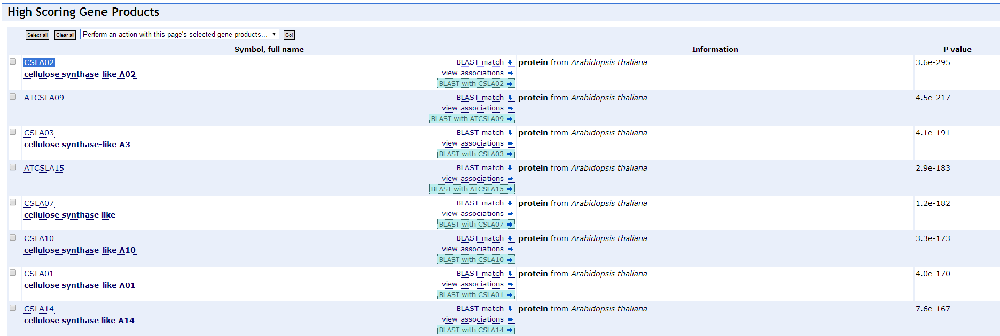 High Scoring Gene Products
Select all Clear all Perform an action with this page's selected gene products... Go!
Symbol, full name Information P value
CSLA02 BLAST match protein from Arabidopsis thaliana 3.6e-295
cellulose synthase-like A02 view associations
BLAST with CSLA02
ATCSLA09 BLAST match protein from Arabidopsis thaliana 4.5e-217
view associations
BLAST with ATCSLA09
CSLA03 BLAST match protein from Arabidopsis thaliana 4.1e-191
cellulose synthase-like A3 view associations
BLAST with CSLA03
ATCSLA15 BLAST match protein from Arabidopsis thaliana 2.9e-183
view associations
BLAST with ATCSLA15
CSLA07 BLAST match protein from Arabidopsis thaliana 1.2e-182
cellulose synthase like view associations
BLAST with CSLA07
CSLA10 BLAST match protein from Arabidopsis thaliana 3.3e-173
cellulose synthase-like A10 view associations
BLAST with CSLA10
CSLA01 BLAST match protein from Arabidopsis thaliana 4.0e-170
cellulose synthase-like A01 view associations
BLAST with CSLA01
CSLA14 BLAST match protein from Arabidopsis thaliana 7.6e-167
cellulose synthase like A14 view associations
BLAST with CSLA14